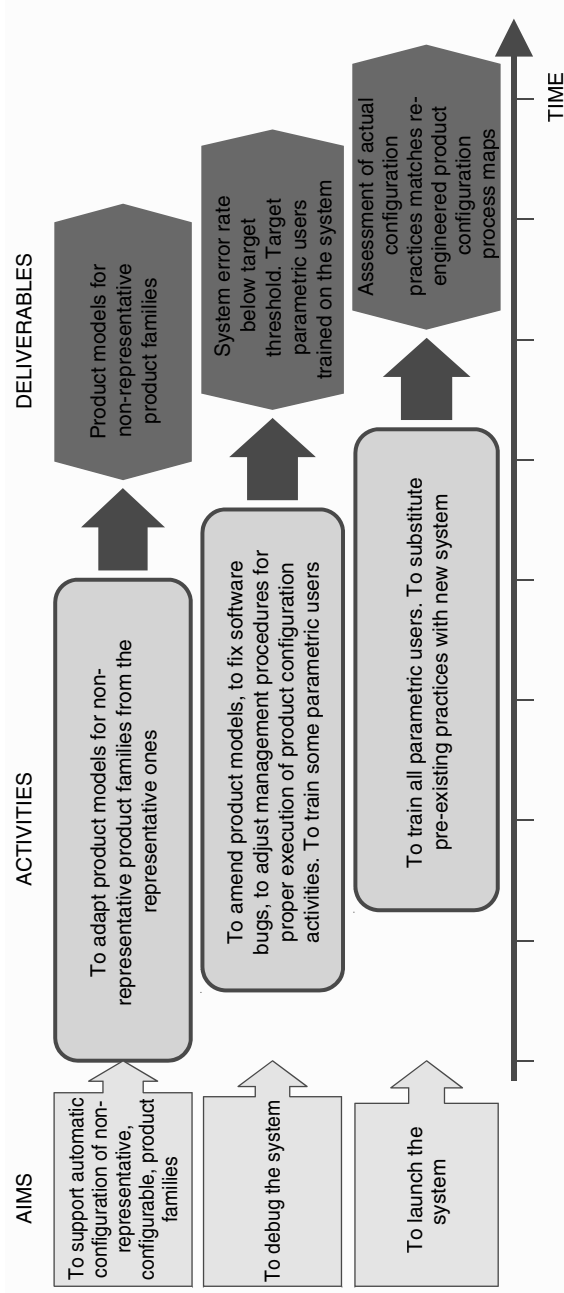 AIMS
ACTIVITIES
DELIVERABLES
To support automatic
configuration of non-
representative,
configurable, product
families
To adapt product models for non-
representative product families from the
representative ones
Product models for
non-representative
product families
To debug the system
To amend product models, to fix software
bugs, to adjust management procedures for
proper execution of product configuration
activities. To train some parametric users
System error rate
below target
threshold. Target
parametric users
trained on the system
To launch the
system
To train all parametric users. To substitute
pre-existing practices with new system
Assessment of actual
configuration
practices matches re-
engineered product
configuration
process maps
TIME